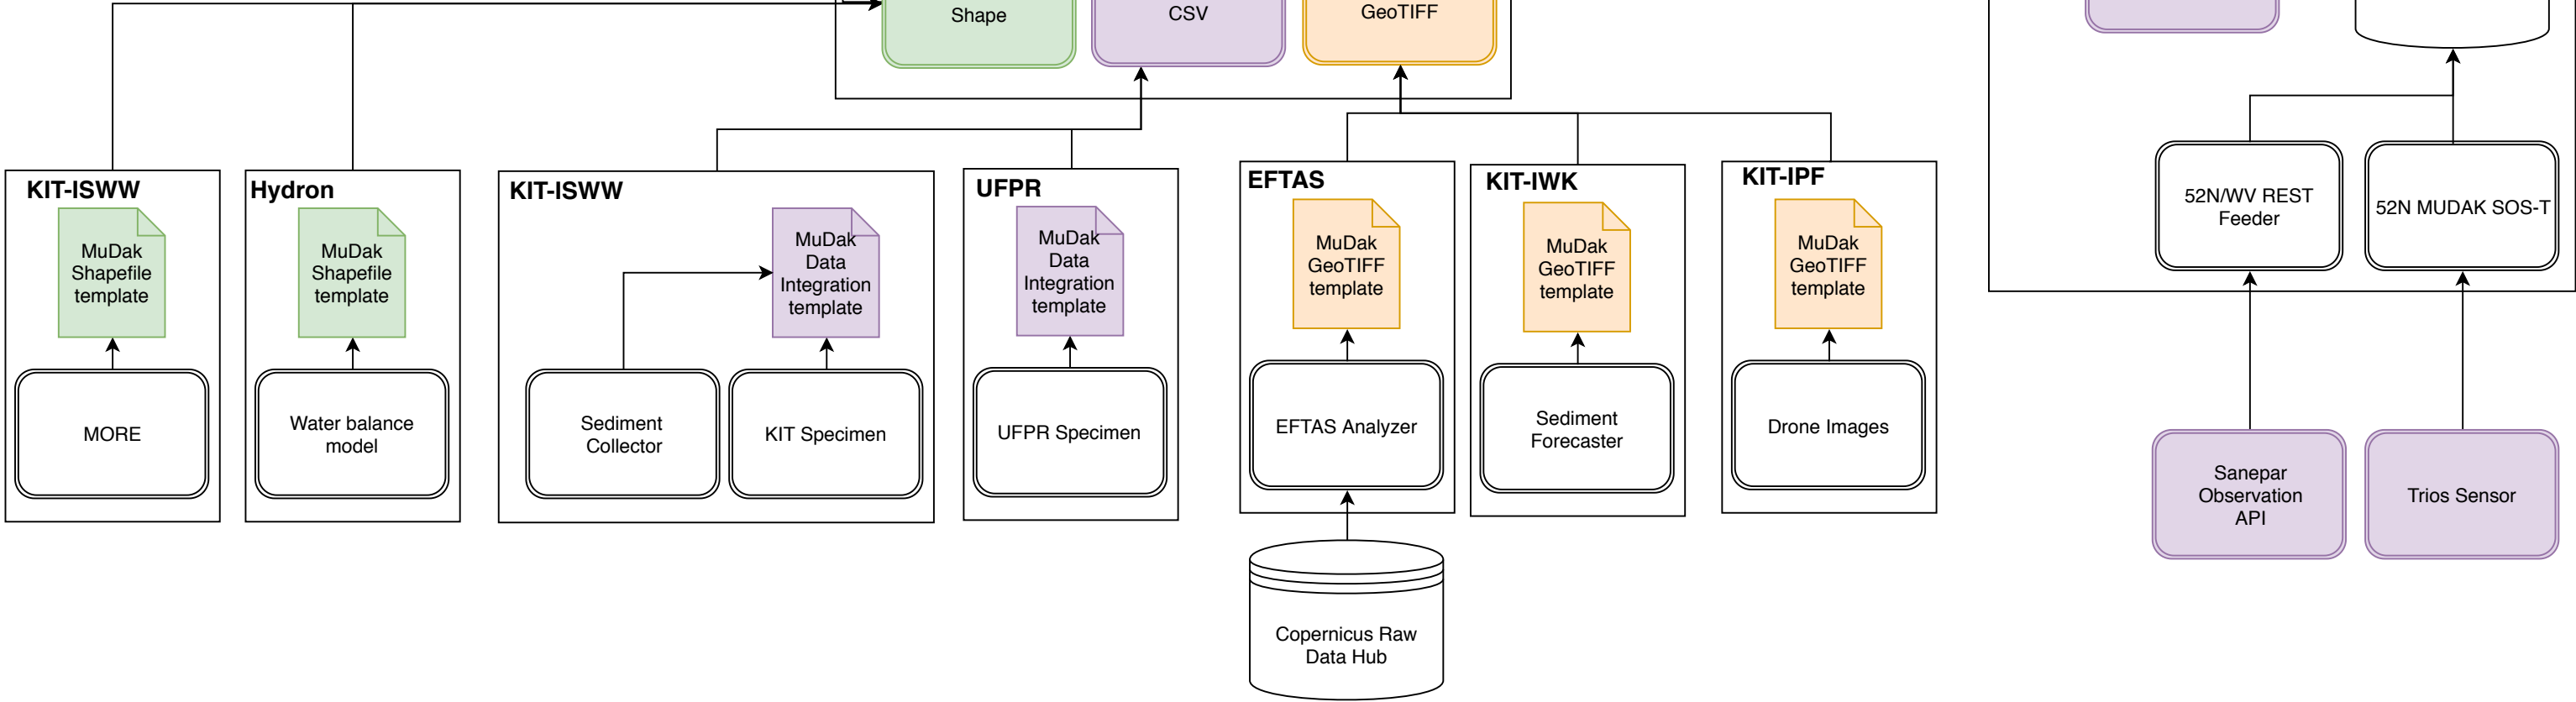 Shape
CSV
GeoTIFF
KIT-ISWW
MuDak
Shapefile
template
MORE
Hydron
MuDak
Shapefile
template
Water balance
model
KIT-ISWW
MuDak
Data
Integration
template
Sediment
Collector
KIT Specimen
UFPR
MuDak
Data
Integration
template
UFPR Specimen
EFTAS
MuDak
GeoTIFF
template
EFTAS Analyzer
Copernicus Raw
Data Hub
KIT-IWK
MuDak
GeoTIFF
template
Sediment
Forecaster
KIT-IPF
MuDak
GeoTIFF
template
Drone Images
52N/WV REST
Feeder
52N MUDAK SOS-T
Sanepar
Observation
API
Trios Sensor